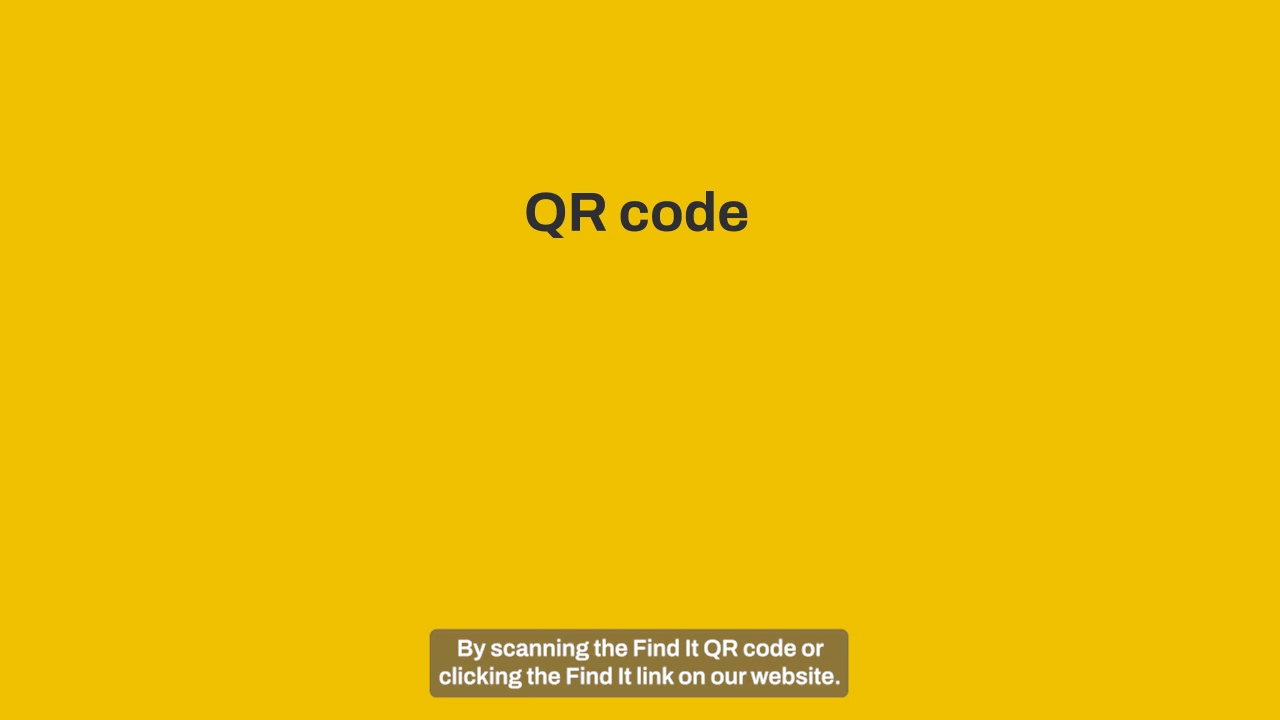 QR code
By scanning the Find It QR code or
clicking the Find It link on our website.